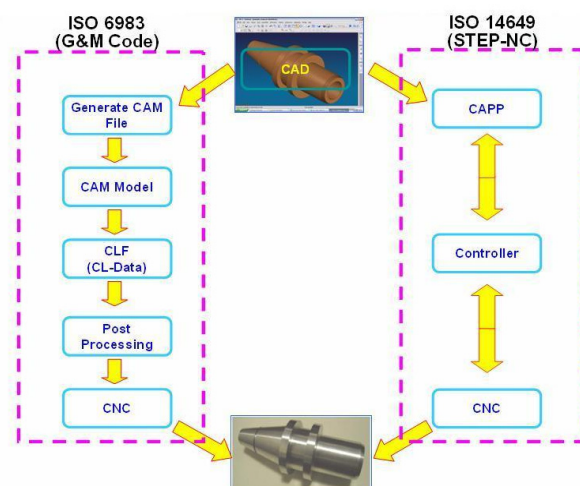 ISO 6983
(G&M Code)
ISO 14649
(STEP-NC)
CAD
Generate CAM
File
CAM Model
CLF
(CL-Data)
Post
Processing
CNC
CAPP
Controller
CNC